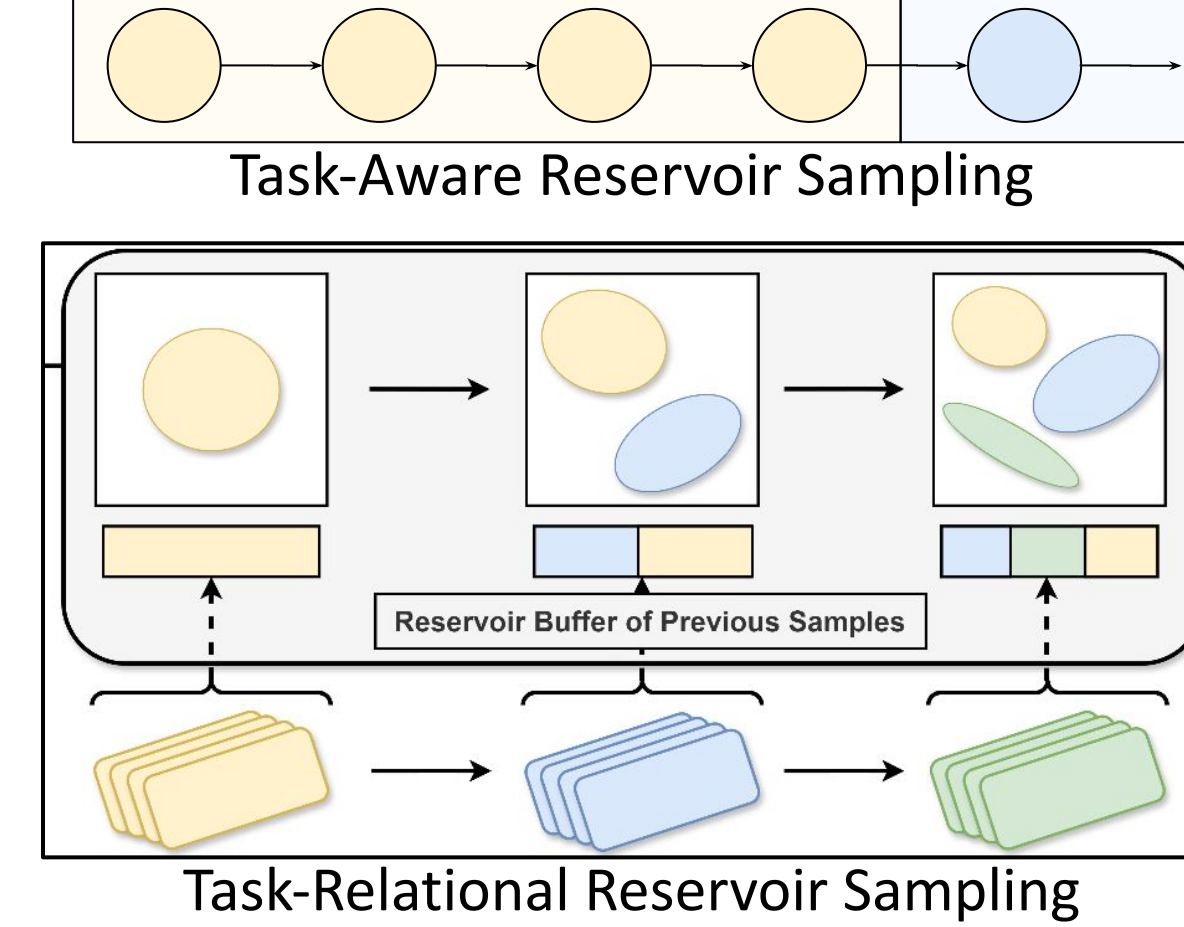 Task-Aware Reservoir Sampling
Reservoir Buffer of Previous Samples
Task-Relational Reservoir Sampling